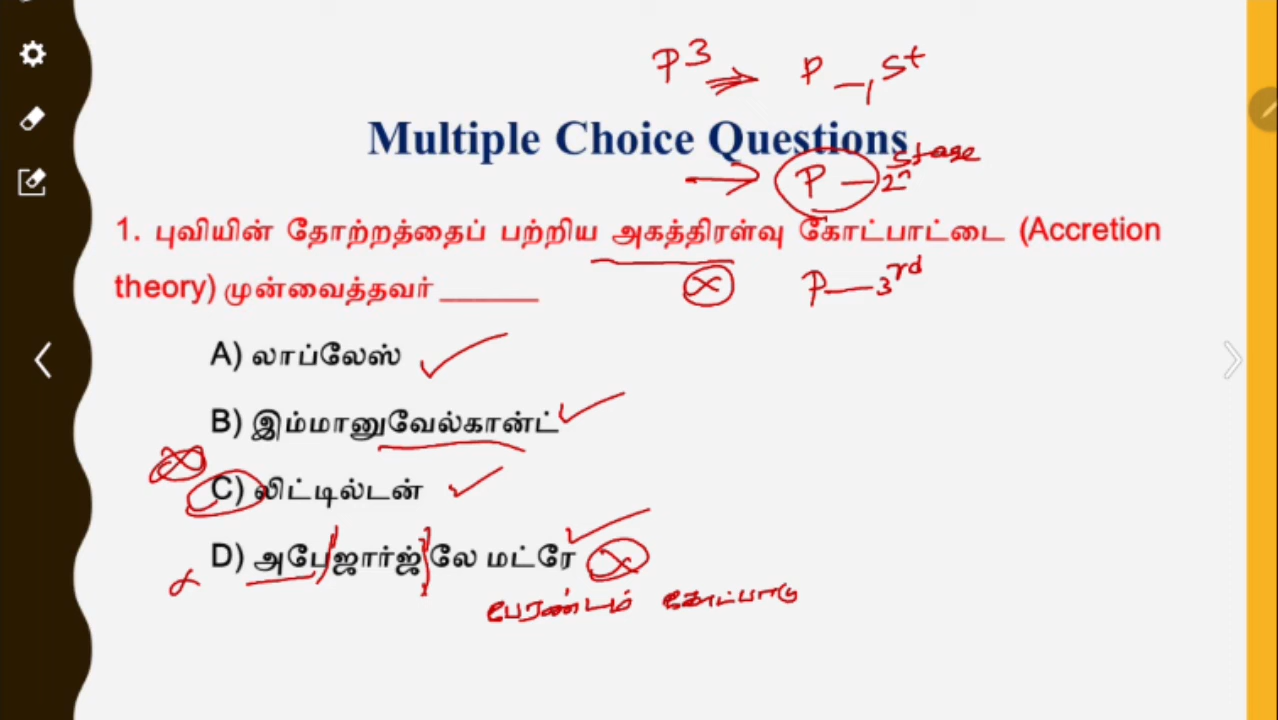 P3 P – 1st
Multiple Choice Questions
P – 2n stage
1. புவியின் தோற்றத்தைப் பற்றிய அகத்திரள்வு கோட்பாட்டை (Accretion
theory) முன்வைத்தவர் ______
P – 3rd
A) லாப்லேஸ்
B) இம்மானுவேல்கான்ட்
C) லிட்டில்டன்
D) அபேஜார்ஜ் லே மட்ரே
பேரண்டம் கோட்பாடு